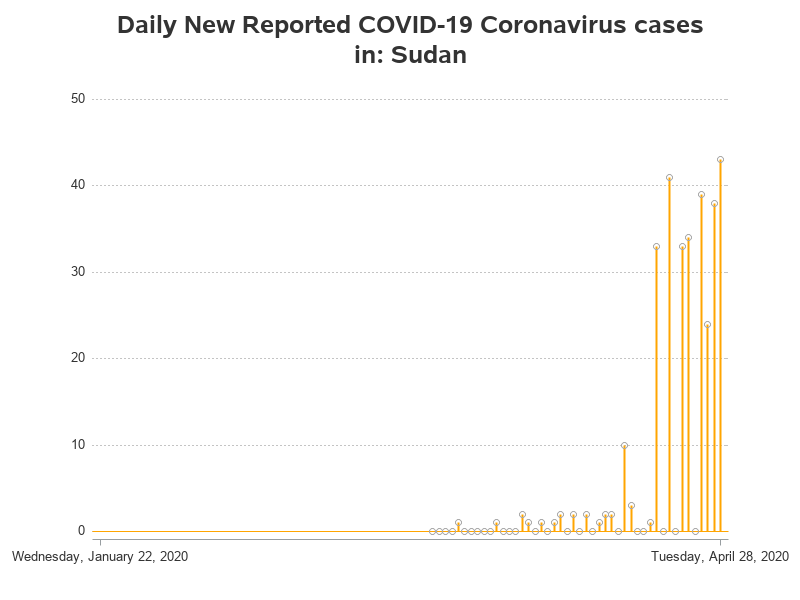 Daily New Reported COVID-19 Coronavirus cases
in: Sudan
50
40
30
20
10
0
Wednesday, January 22, 2020
Tuesday, April 28, 2020